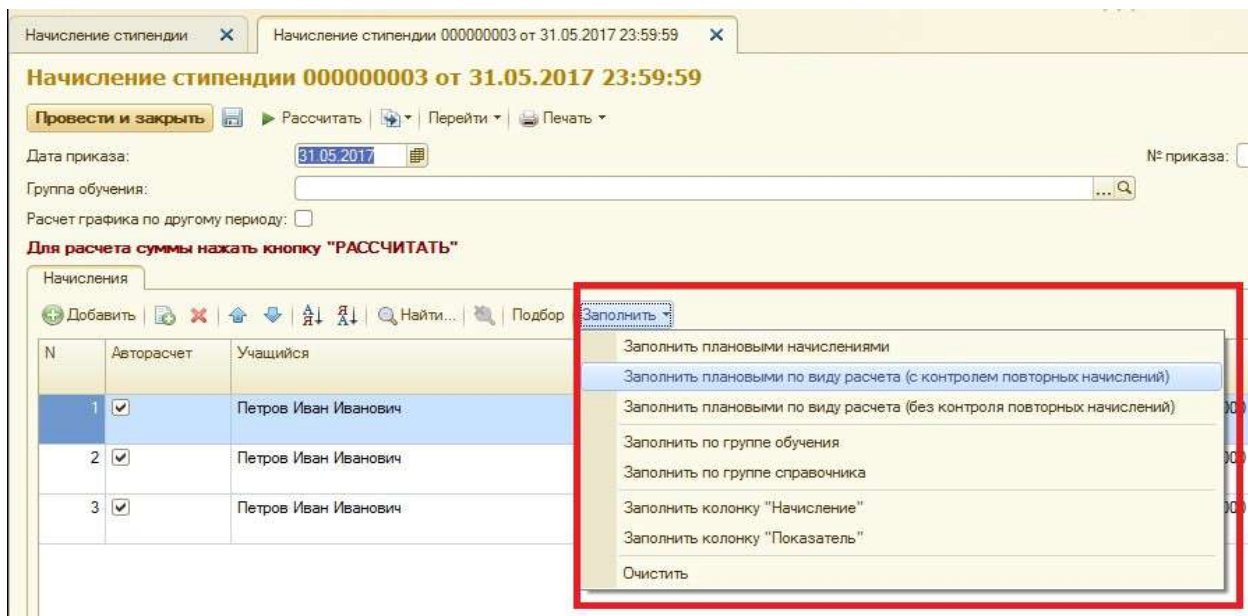 Начисление стипендии
Начисление стипендии 000000003 от 31.05.2017 23:59:59
Начисление стипендии 000000003 от 31.05.2017 23:59:59
Провести и закрыть Рассчитать Перейти Печать
Дата приказа: 31.05.2017 № приказа:
Группа обучения: ...
Расчет графика по другому периоду:
Для расчета суммы нажать кнопку "РАССЧИТАТЬ"
Начисления
Добавить Найти... Подбор Заполнить
N Авторасчет Учащийся
1 Петров Иван Иванович
2 Петров Иван Иванович
3 Петров Иван Иванович
Заполнить плановыми начислениями
Заполнить плановыми по виду расчета (с контролем повторных начислений)
Заполнить плановыми по виду расчета (без контроля повторных начислений)
Заполнить по группе обучения
Заполнить по группе справочника
Заполнить колонку "Начисление"
Заполнить колонку "Показатель"
Очистить